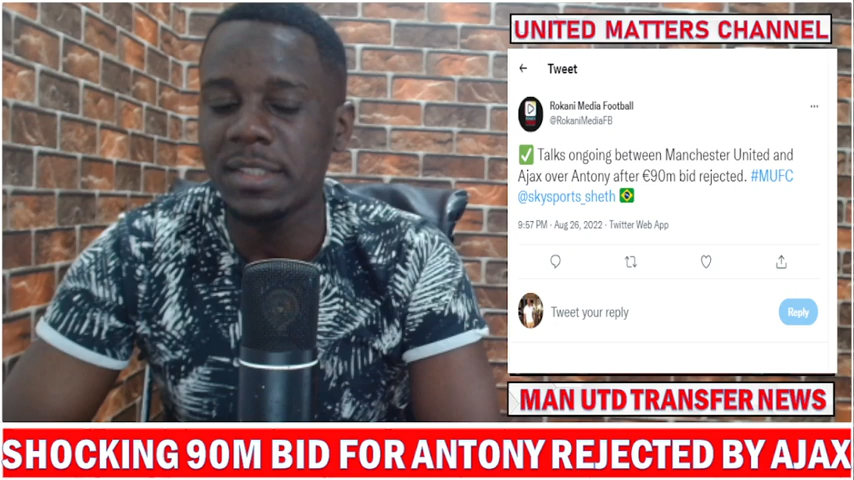 UNITED MATTERS CHANNEL
Tweet
Rokani Media Football
@RokaniMediaFB
Talks ongoing between Manchester United and
Ajax over Antony after €90m bid rejected. #MUFC
@skysports_sheth
9:57 PM · Aug 26, 2022 · Twitter Web App
Tweet your reply
Reply
MAN UTD TRANSFER NEWS
SHOCKING 90M BID FOR ANTONY REJECTED BY AJAX